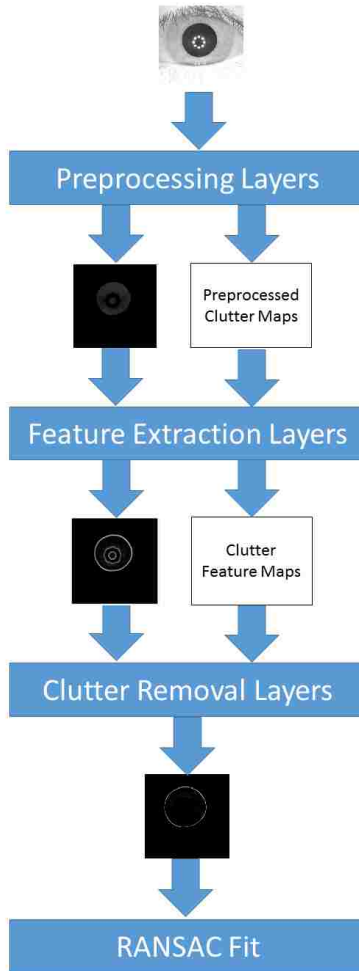 Preprocessing Layers
Preprocessed
Clutter Maps
Feature Extraction Layers
Clutter
Feature Maps
Clutter Removal Layers
RANSAC Fit